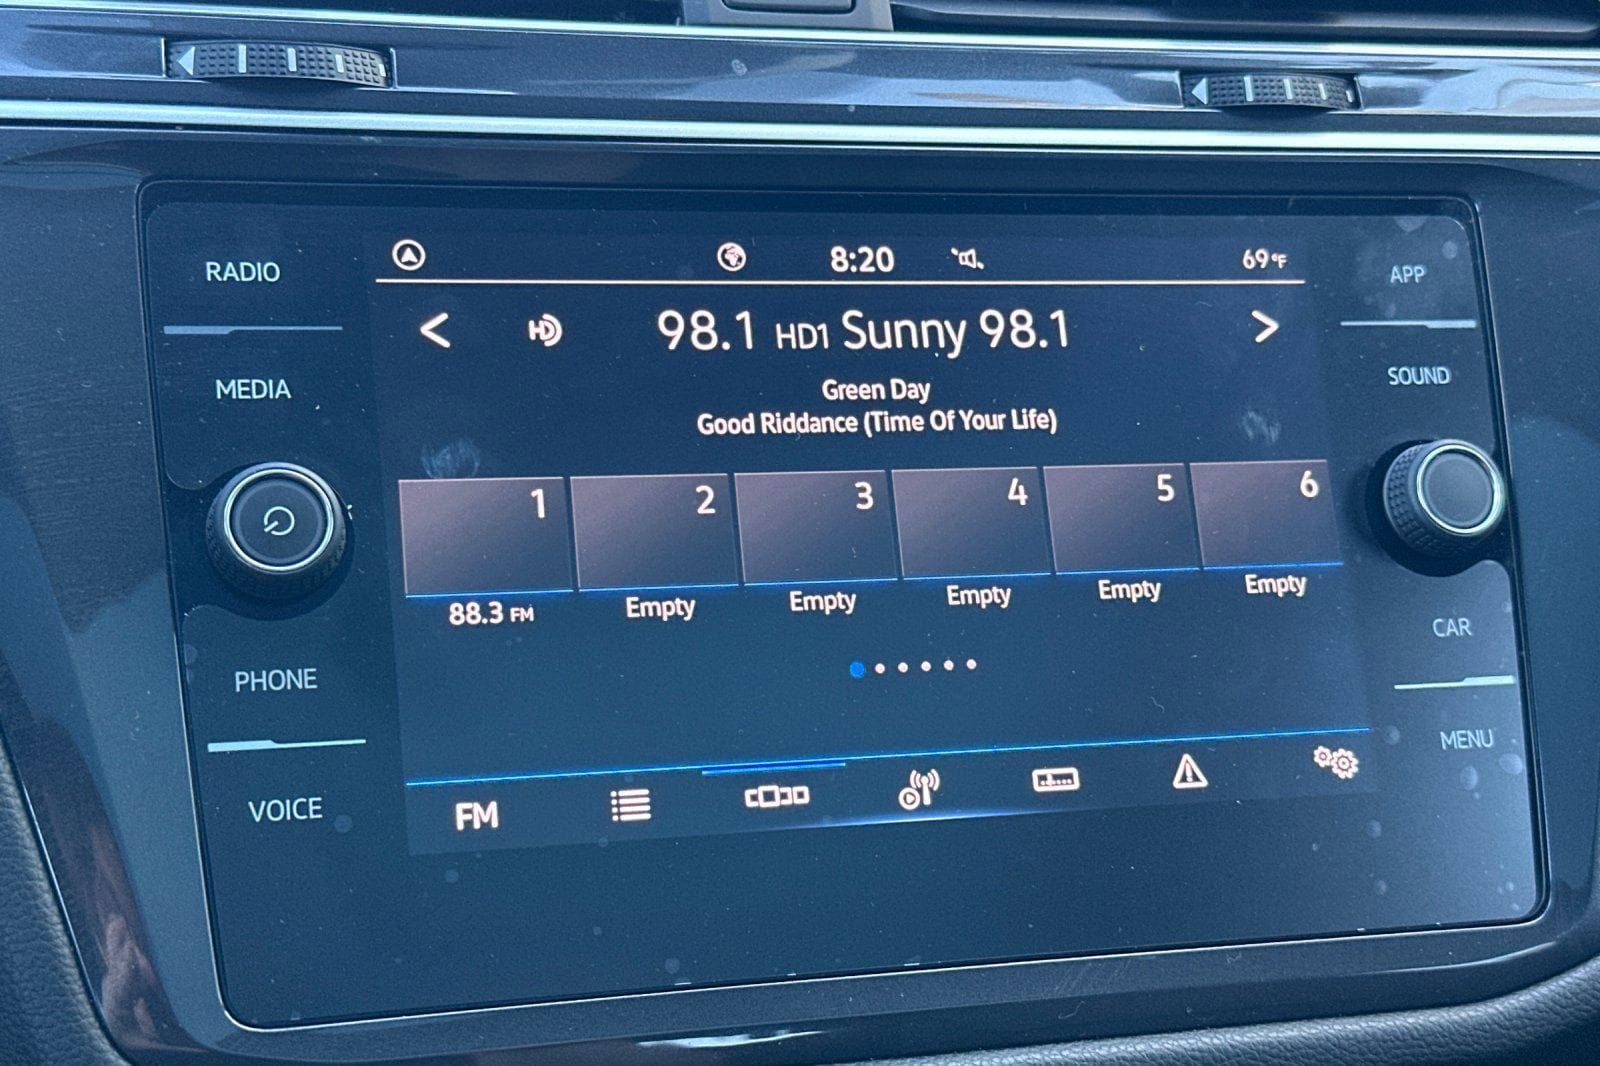 RADIO
MEDIA
PHONE
VOICE
8:20
69°F
HD
98.1 HD1 Sunny 98.1
Green Day
Good Riddance (Time Of Your Life)
1
2
3
4
5
6
88.3 FM
Empty
Empty
Empty
Empty
Empty
FM
APP
SOUND
CAR
MENU